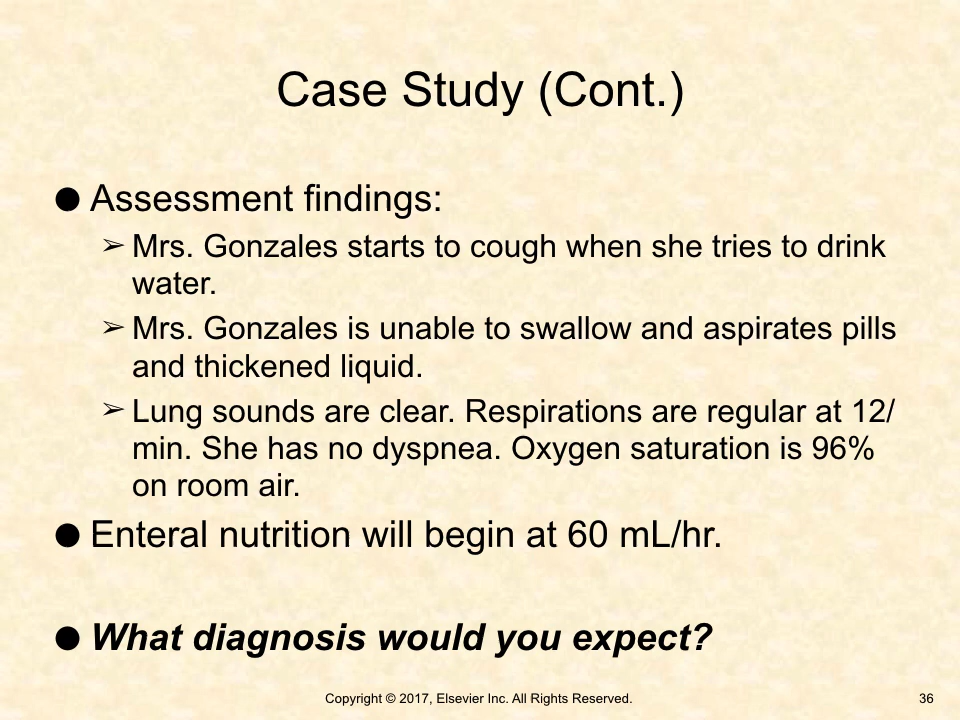 Case Study (Cont.)
● Assessment findings:
➢ Mrs. Gonzales starts to cough when she tries to drink
water.
➢ Mrs. Gonzales is unable to swallow and aspirates pills
and thickened liquid.
➢ Lung sounds are clear. Respirations are regular at 12/
min. She has no dyspnea. Oxygen saturation is 96%
on room air.
● Enteral nutrition will begin at 60 mL/hr.
● What diagnosis would you expect?
Copyright © 2017, Elsevier Inc. All Rights Reserved.
36